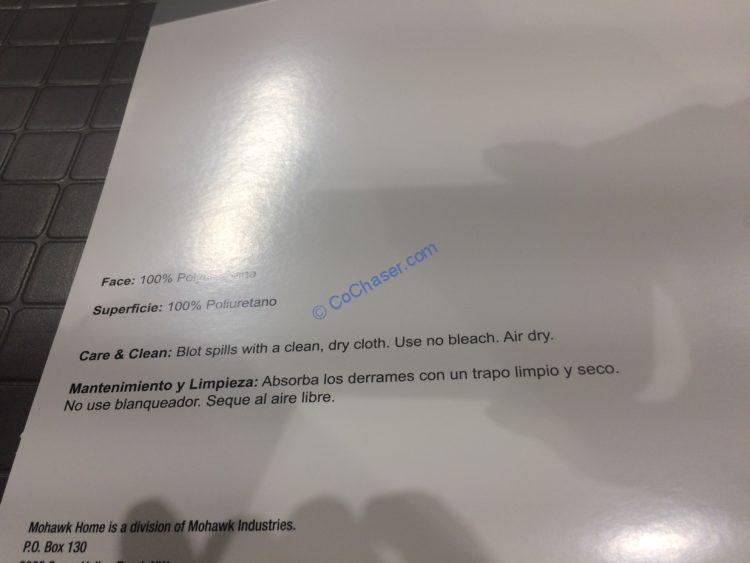 Face: 100%
© CoChaser.com
Superficie: 100% Poliuretano
Care & Clean: Blot spills with a clean, dry cloth. Use no bleach. Air dry.
Mantenimiento y Limpieza: Absorba los derrames con un trapo limpio y seco.
No use blanqueador. Seque al aire libre.
Mohawk Home is a division of Mohawk Industries.
P.O. Box 130